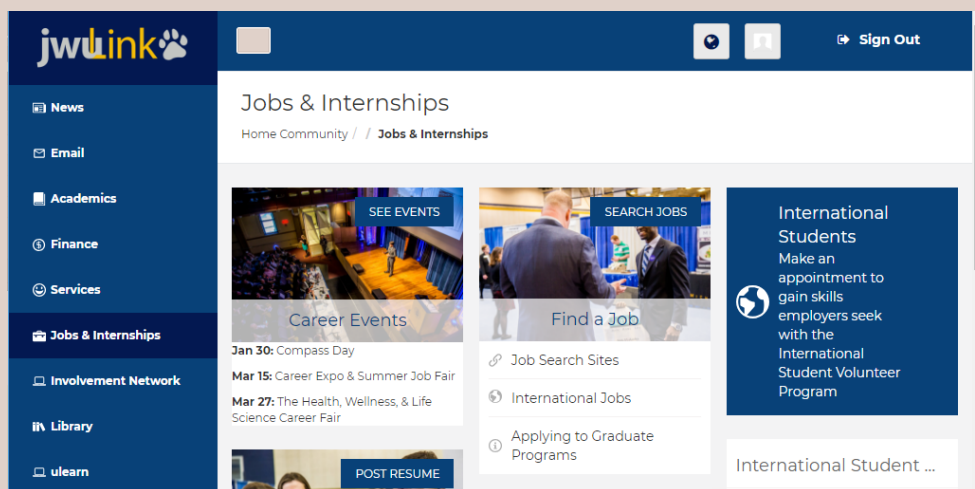 jwuLink
Sign Out
News
Email
Academics
Finance
Services
Jobs & Internships
Involvement Network
Library
ulearn
Jobs & Internships
Home Community / / Jobs & Internships
SEE EVENTS
Career Events
Jan 30: Compass Day
Mar 15: Career Expo & Summer Job Fair
Mar 27: The Health, Wellness, & Life
Science Career Fair
POST RESUME
SEARCH JOBS
Find a Job
Job Search Sites
International Jobs
Applying to Graduate
Programs
International
Students
Make an
appointment to
gain skills
employers seek
with the
International
Student Volunteer
Program
International Student ...